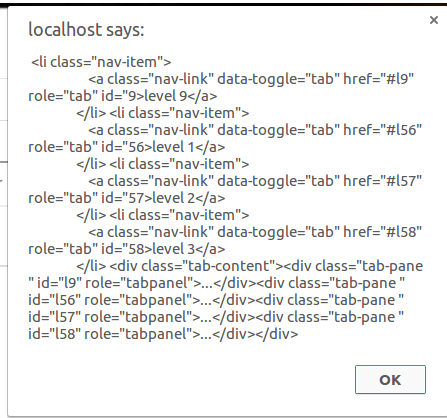 localhost says:
<li class="nav-item">
<a class="nav-link" data-toggle="tab" href="#l9"
role="tab" id="9>level 9</a>
</li> <li class="nav-item">
<a class="nav-link" data-toggle="tab" href="#l56"
role="tab" id="56>level 1</a>
</li> <li class="nav-item">
<a class="nav-link" data-toggle="tab" href="#l57"
role="tab" id="57>level 2</a>
</li> <li class="nav-item">
<a class="nav-link" data-toggle="tab" href="#l58"
role="tab" id="58>level 3</a>
</li> <div class="tab-content"><div class="tab-pane
" id="l9" role="tabpanel">...</div><div class="tab-pane "
id="l56" role="tabpanel">...</div><div class="tab-pane "
id="l57" role="tabpanel">...</div><div class="tab-pane "
id="l58" role="tabpanel">...</div></div>
OK